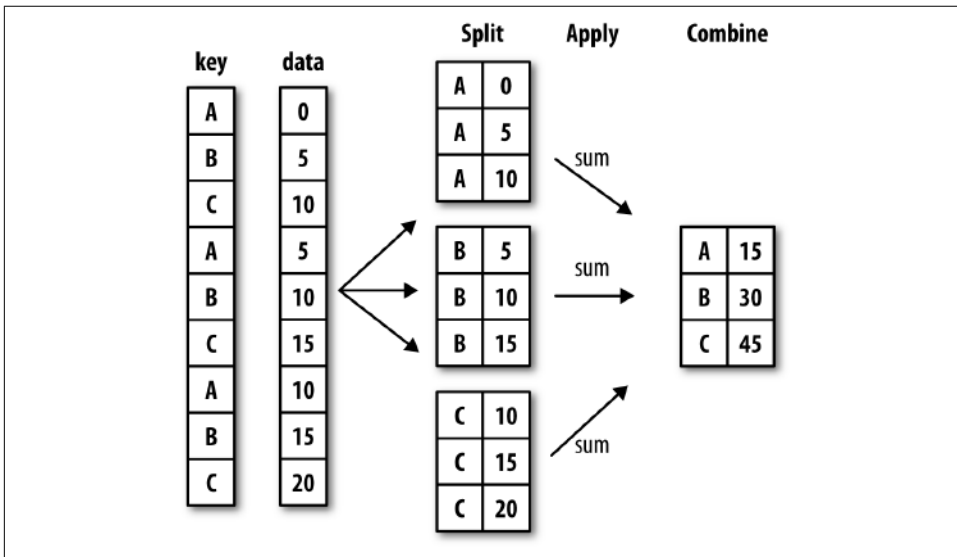 Split Apply Combine
key data
A 0
B 5
C 10
A 5
B 10
C 15
A 10
B 15
C 20
A 0
A 5
A 10
B 5
B 10
B 15
C 10
C 15
C 20
sum
sum
sum
A 15
B 30
C 45